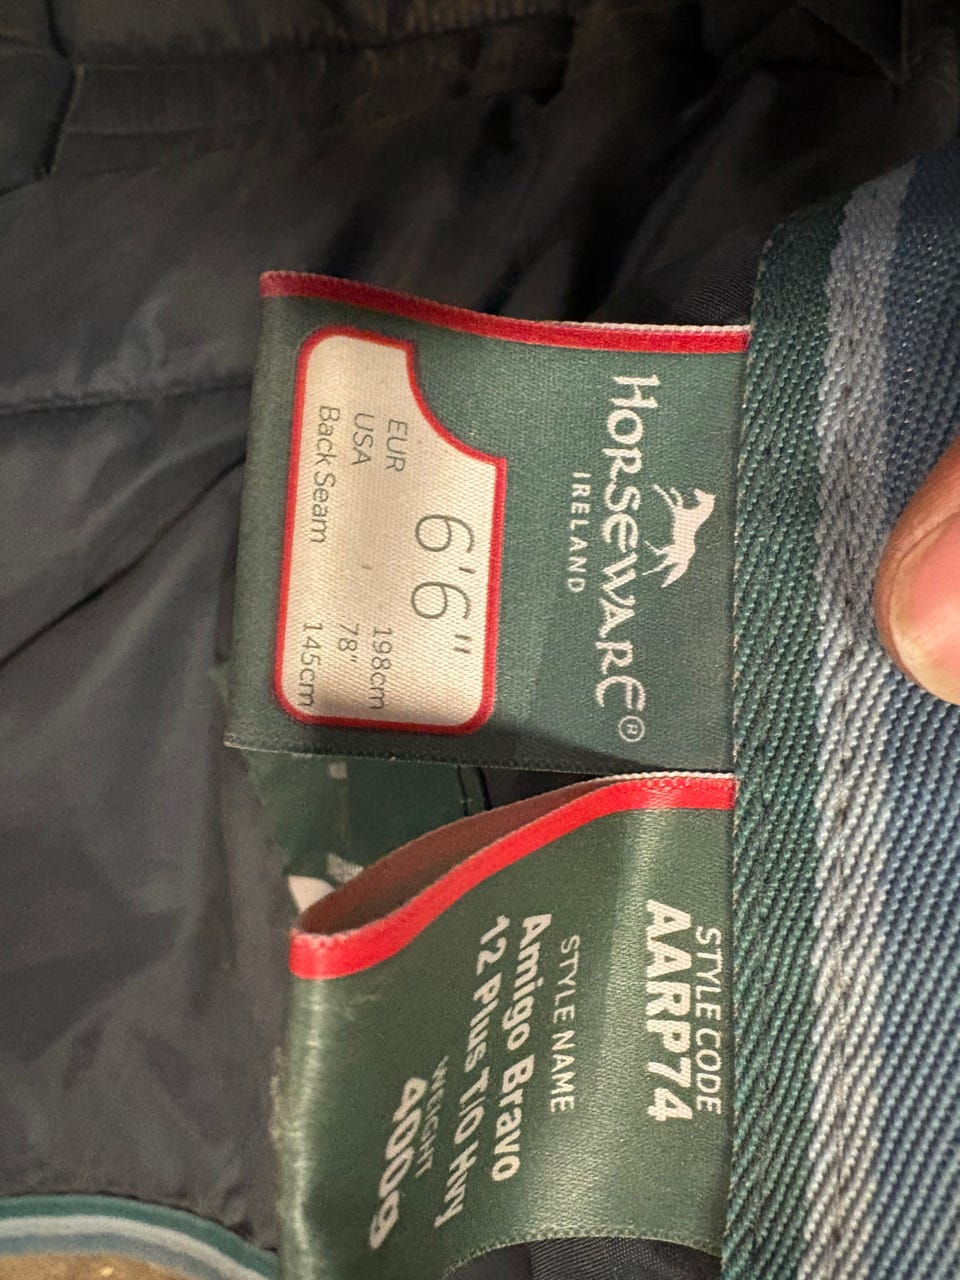 HORSEWARE®
IRELAND
6'6"
EUR 198cm
USA 78"
Back Seam 145cm
STYLE CODE
AARP74
STYLE NAME
Amigo Bravo
12 Plus T/O Hvy
WEIGHT
400g